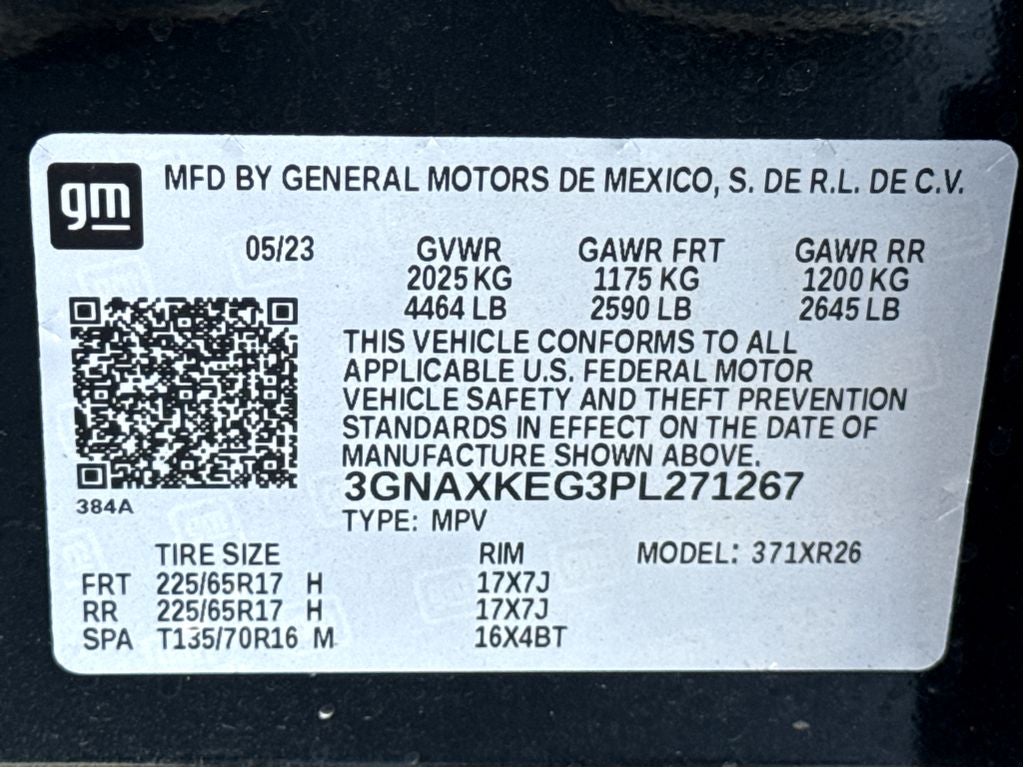 gm
MFD BY GENERAL MOTORS DE MEXICO, S. DE R.L. DE C.V.
05/23 GVWR GAWR FRT GAWR RR
2025 KG 1175 KG 1200 KG
4464 LB 2590 LB 2645 LB
THIS VEHICLE CONFORMS TO ALL
APPLICABLE U.S. FEDERAL MOTOR
VEHICLE SAFETY AND THEFT PREVENTION
STANDARDS IN EFFECT ON THE DATE OF
MANUFACTURE SHOWN ABOVE.
3GNAXKEG3PL271267
384A
TYPE: MPV
TIRE SIZE RIM MODEL: 371XR26
FRT 225/65R17 H 17X7J
RR 225/65R17 H 17X7J
SPA T135/70R16 M 16X4BT